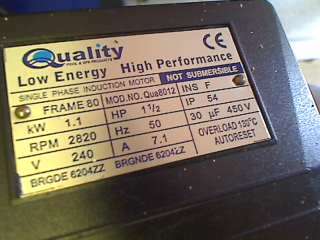 Quality
POOL & SPA PRODUCTS
CE
Low Energy High Performance
SINGLE PHASE INDUCTION MOTOR NOT SUBMERSIBLE
FRAME 80 MOD.NO. Qua8012 INS F
kW 1.1 HP 1 1/2 IP 54
RPM 2820 Hz 50 30 µF 450 V
V 240 A 7.1 OVERLOAD 130°C
AUTORESET
BRGDE 6204ZZ BRGNDE 6204ZZ